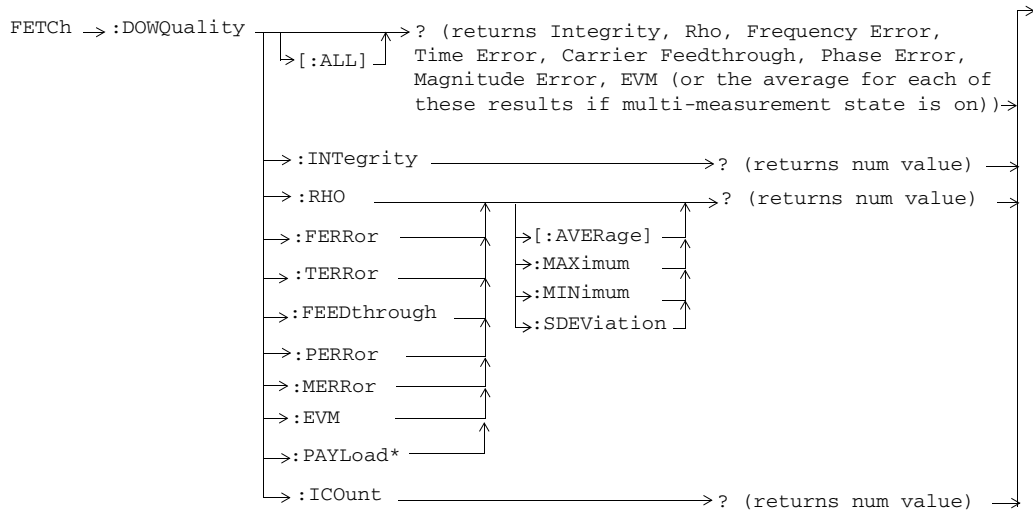 FETCh :DOWQuality ? (returns Integrity, Rho, Frequency Error,
[:ALL] Time Error, Carrier Feedthrough, Phase Error,
Magnitude Error, EVM (or the average for each of
these results if multi-measurement state is on))
:INTegrity ? (returns num value)
:RHO ? (returns num value)
:FERRor [:AVERage]
:TERRor :MAXimum
:FEEDthrough :MINimum
:PERRor :SDEViation
:MERRor
:EVM
:PAYLoad*
:ICOunt ? (returns num value)